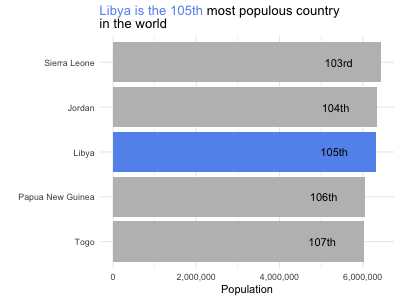 Libya is the 105th most populous country
in the world
Sierra Leone 103rd
Jordan 104th
Libya 105th
Papua New Guinea 106th
Togo 107th
0 2,000,000 4,000,000 6,000,000
Population